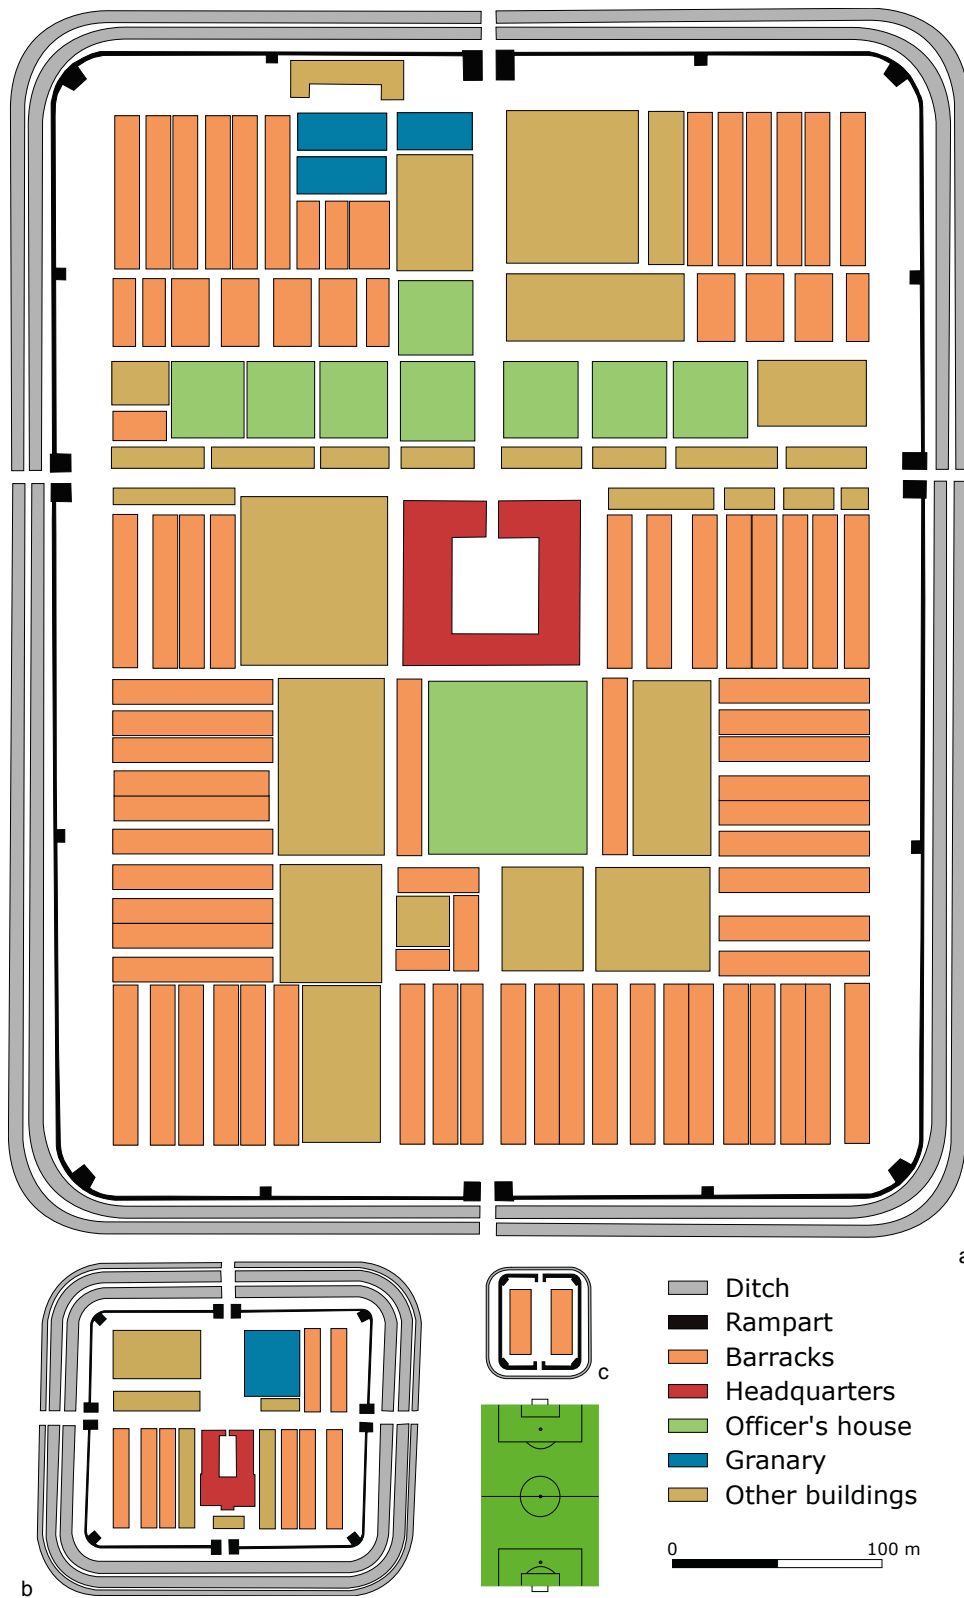 a
b
c
Ditch
Rampart
Barracks
Headquarters
Officer's house
Granary
Other buildings
0 100 m